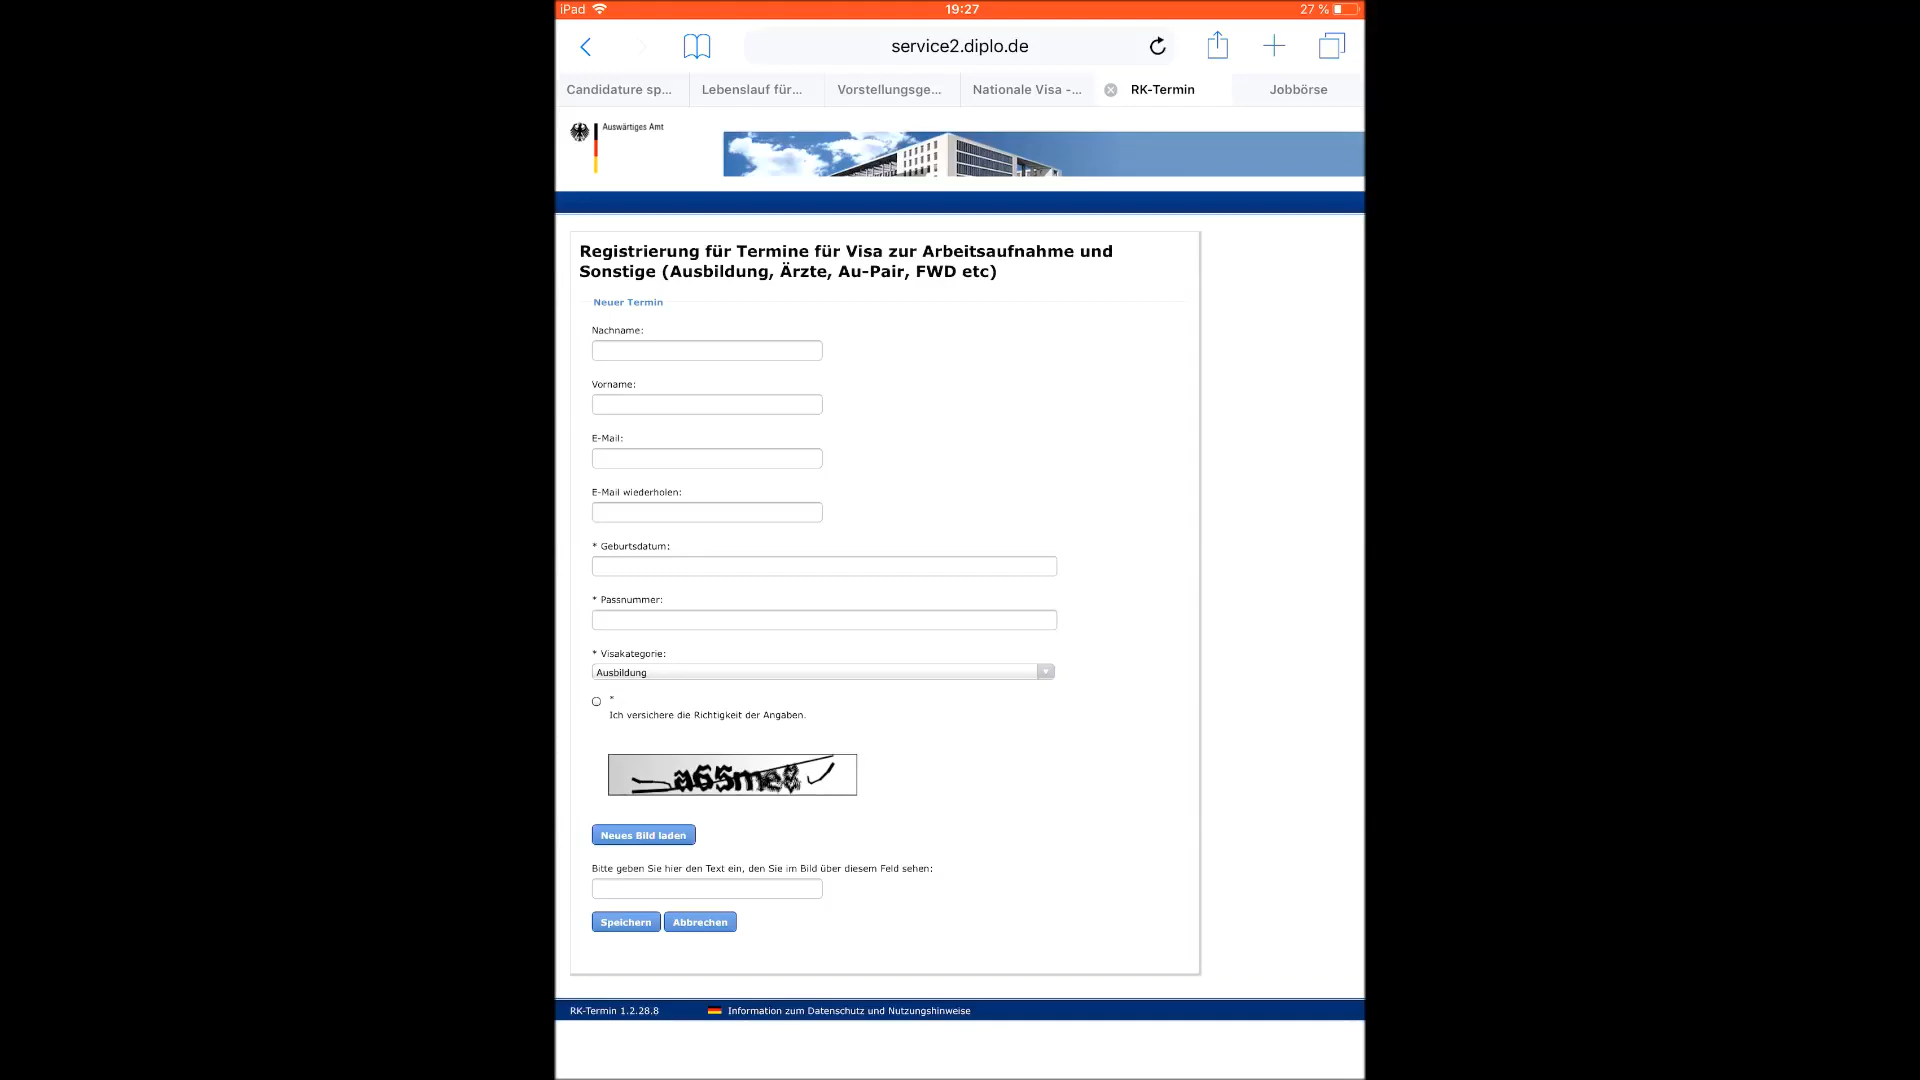 iPad
19:27
27 %
service2.diplo.de
Candidature sp...
Lebenslauf für...
Vorstellungsge...
Nationale Visa -...
RK-Termin
Jobbörse
Auswärtiges Amt
Registrierung für Termine für Visa zur Arbeitsaufnahme und
Sonstige (Ausbildung, Ärzte, Au-Pair, FWD etc)
Neuer Termin
Nachname:
Vorname:
E-Mail:
E-Mail wiederholen:
* Geburtsdatum:
* Passnummer:
* Visakategorie:
Ausbildung
*
Ich versichere die Richtigkeit der Angaben.
Neues Bild laden
Bitte geben Sie hier den Text ein, den Sie im Bild über diesem Feld sehen:
Speichern
Abbrechen
RK-Termin 1.2.28.8
Information zum Datenschutz und Nutzungshinweise